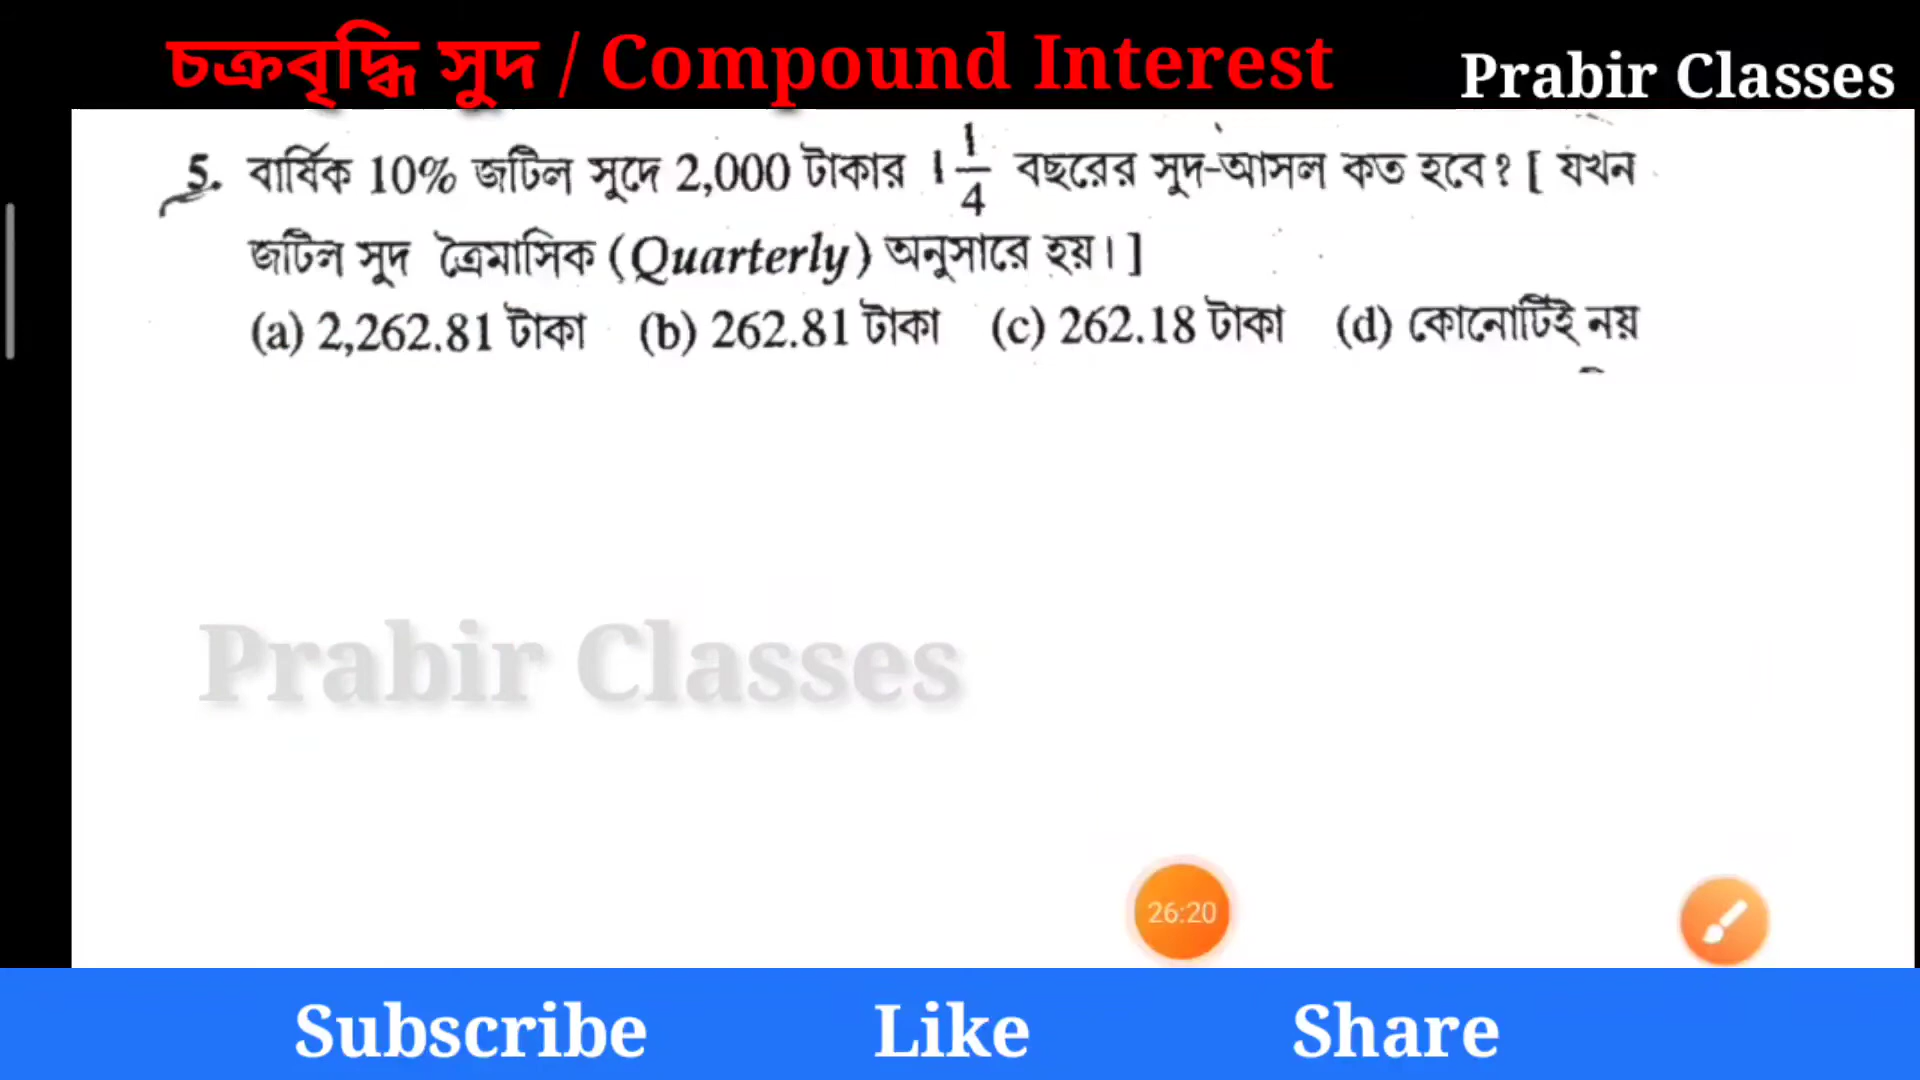 চক্রবৃদ্ধি সুদ / Compound Interest
Prabir Classes
5. বার্ষিক 10% জটিল সুদে 2,000 টাকার 1 1/4 বছরের সুদ-আসল কত হবে? [ যখন
জটিল সুদ ত্রৈমাসিক (Quarterly) অনুসারে হয়। ]
(a) 2,262.81 টাকা (b) 262.81 টাকা (c) 262.18 টাকা (d) কোনোটিই নয়
Prabir Classes
26:20
Subscribe Like Share